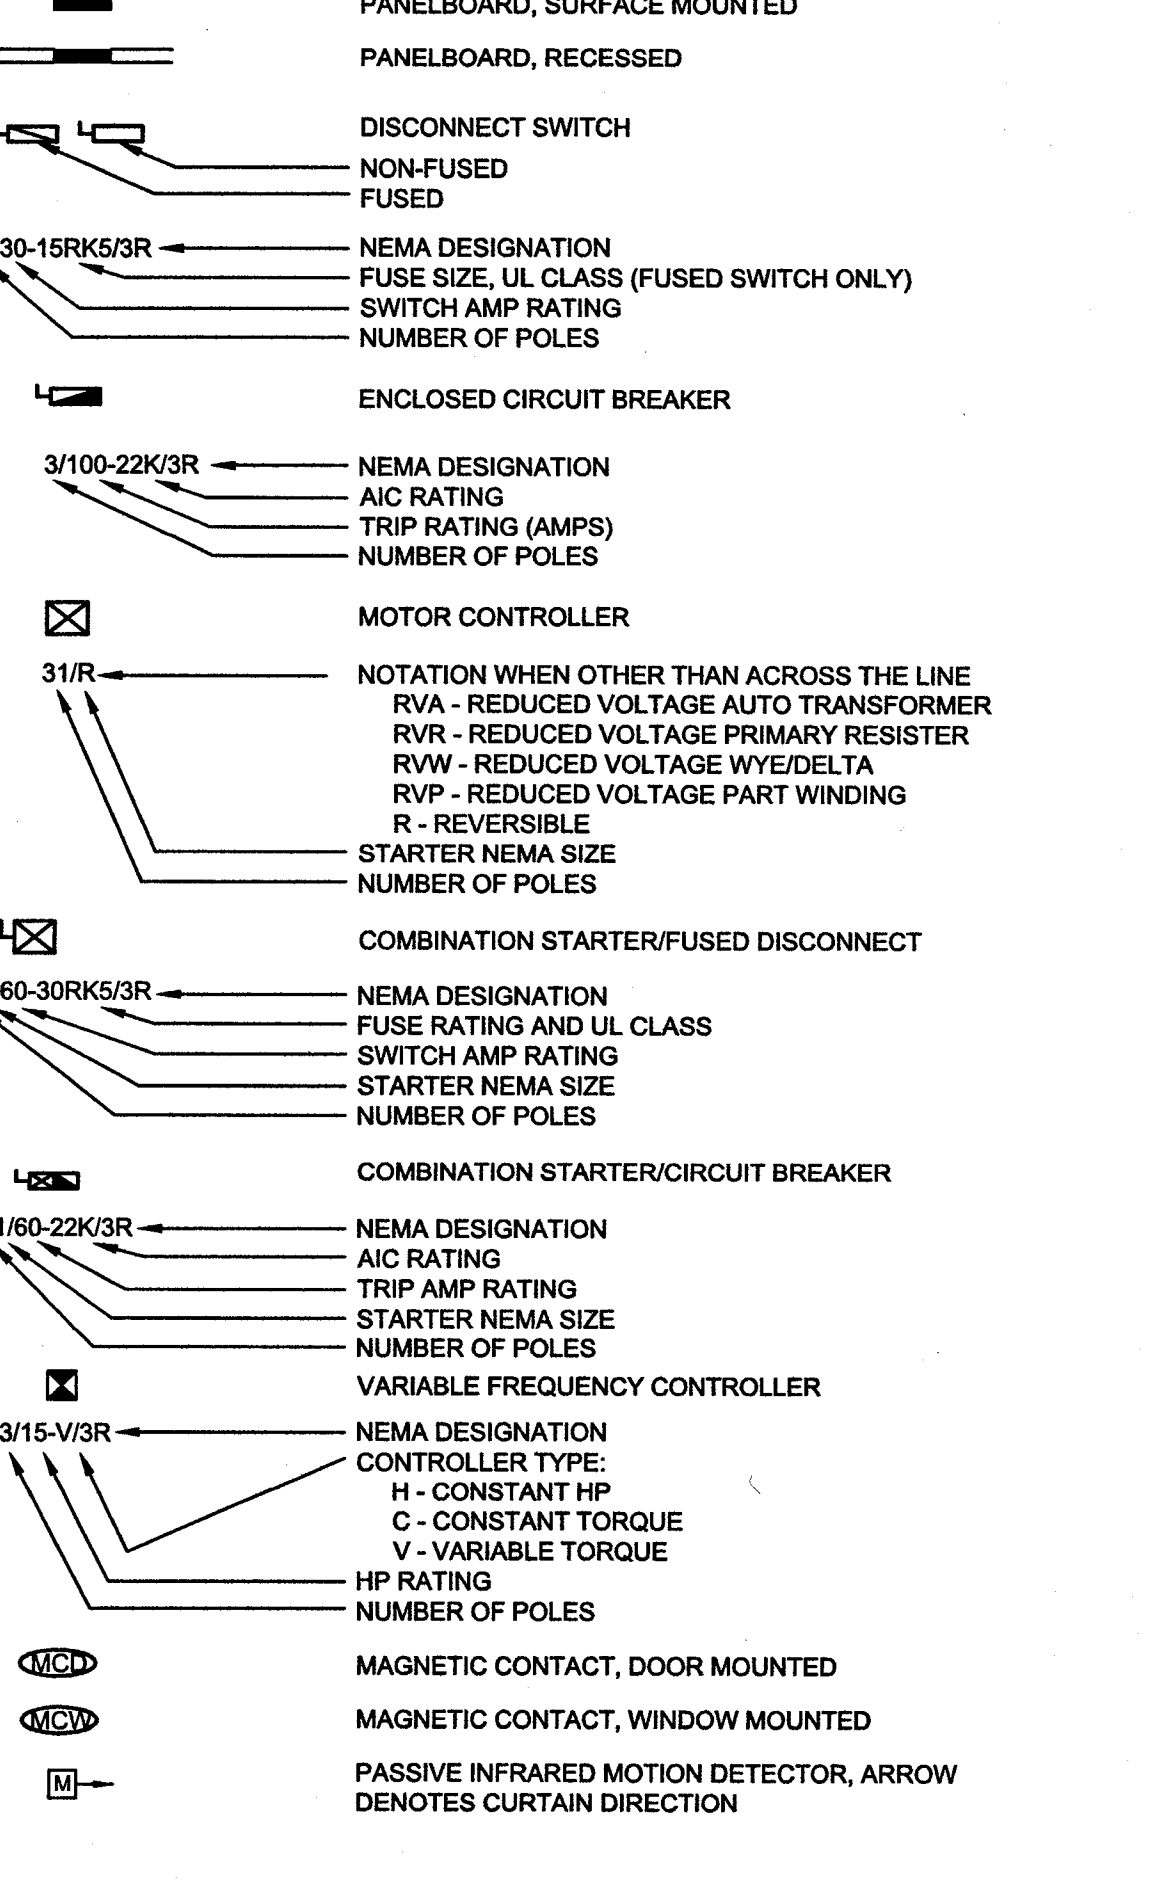 PANELBOARD, SURFACE MOUNTED
PANELBOARD, RECESSED
DISCONNECT SWITCH
NON-FUSED
FUSED
30-15RK5/3R
NEMA DESIGNATION
FUSE SIZE, UL CLASS (FUSED SWITCH ONLY)
SWITCH AMP RATING
NUMBER OF POLES
ENCLOSED CIRCUIT BREAKER
3/100-22K/3R
NEMA DESIGNATION
AIC RATING
TRIP RATING (AMPS)
NUMBER OF POLES
MOTOR CONTROLLER
31/R
NOTATION WHEN OTHER THAN ACROSS THE LINE
RVA - REDUCED VOLTAGE AUTO TRANSFORMER
RVR - REDUCED VOLTAGE PRIMARY RESISTER
RVW - REDUCED VOLTAGE WYE/DELTA
RVP - REDUCED VOLTAGE PART WINDING
R - REVERSIBLE
STARTER NEMA SIZE
NUMBER OF POLES
COMBINATION STARTER/FUSED DISCONNECT
60-30RK5/3R
NEMA DESIGNATION
FUSE RATING AND UL CLASS
SWITCH AMP RATING
STARTER NEMA SIZE
NUMBER OF POLES
COMBINATION STARTER/CIRCUIT BREAKER
/60-22K/3R
NEMA DESIGNATION
AIC RATING
TRIP AMP RATING
STARTER NEMA SIZE
NUMBER OF POLES
VARIABLE FREQUENCY CONTROLLER
3/15-V/3R
NEMA DESIGNATION
CONTROLLER TYPE:
H - CONSTANT HP
C - CONSTANT TORQUE
V - VARIABLE TORQUE
HP RATING
NUMBER OF POLES
MCD
MAGNETIC CONTACT, DOOR MOUNTED
MCW
MAGNETIC CONTACT, WINDOW MOUNTED
M
PASSIVE INFRARED MOTION DETECTOR, ARROW
DENOTES CURTAIN DIRECTION